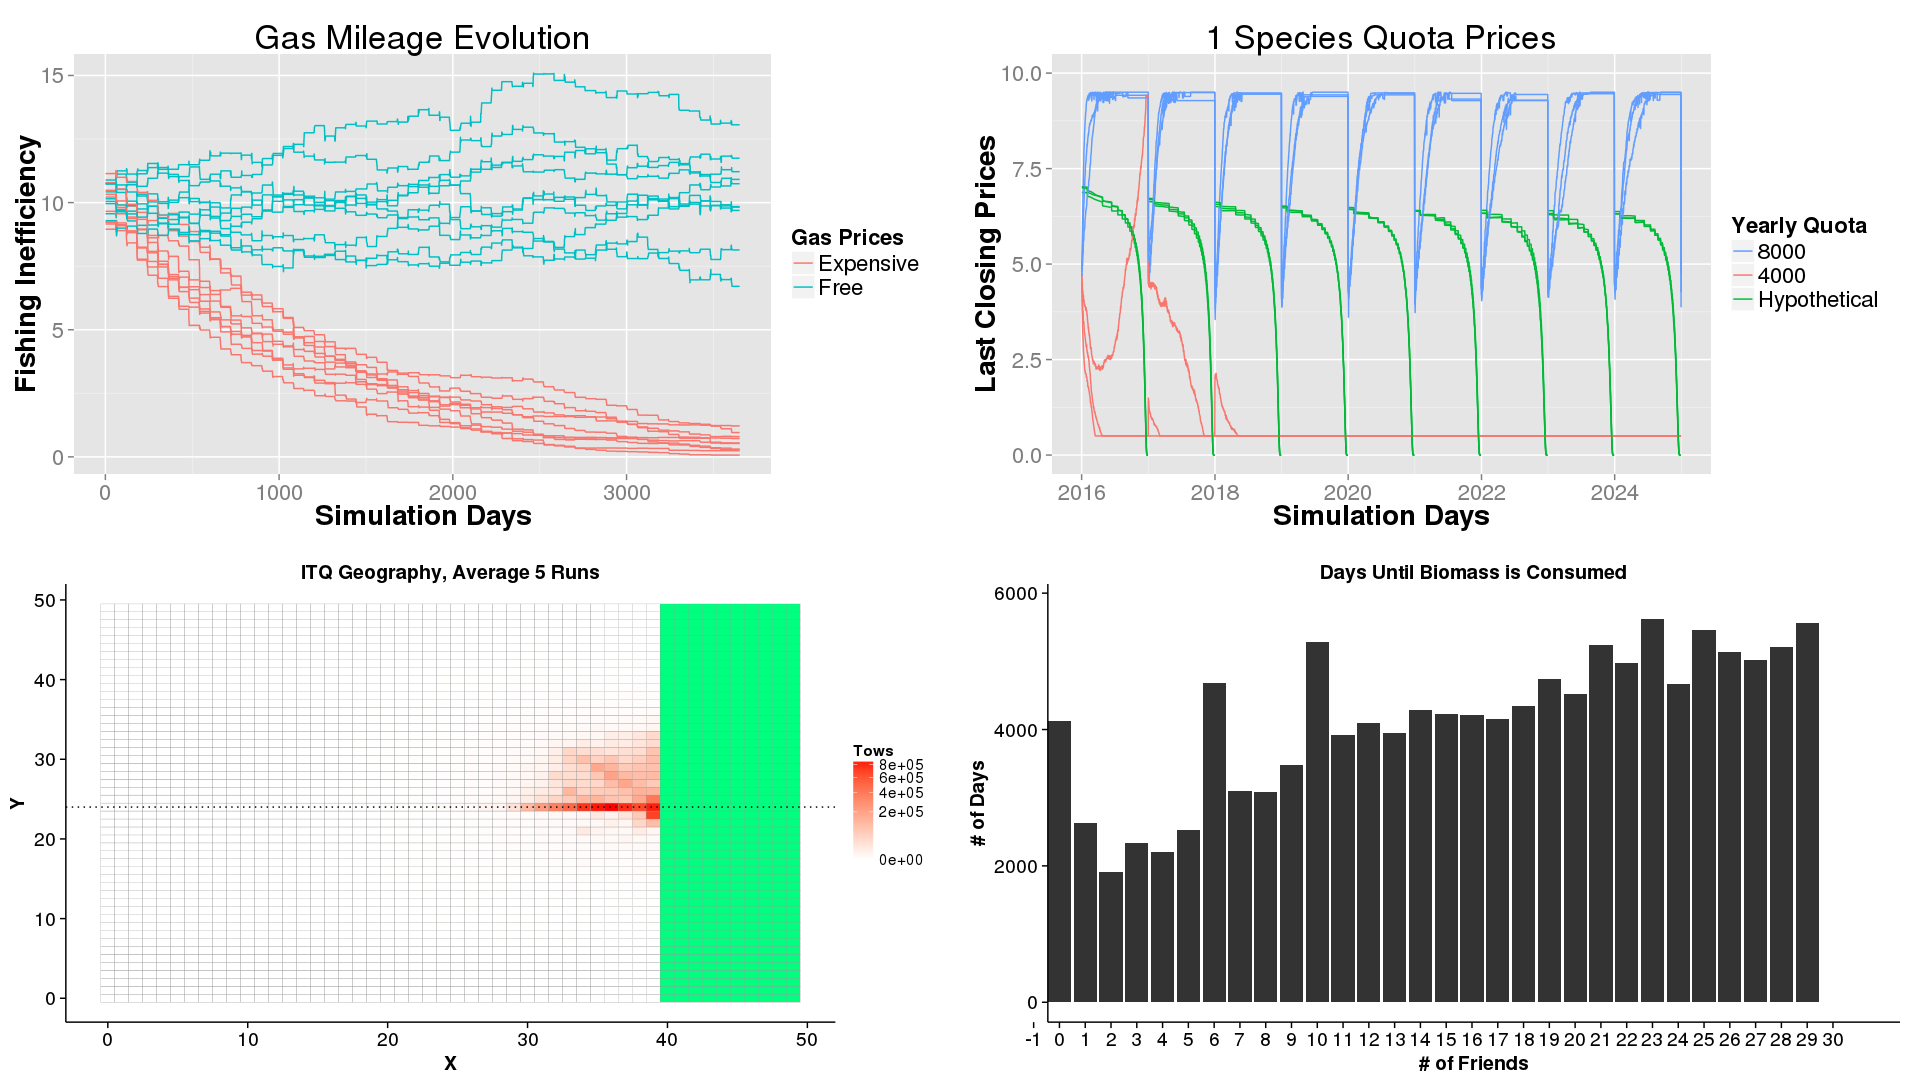 Gas Mileage Evolution
15
10
5
0
Fishing Inefficiency
0 1000 2000 3000
Simulation Days
Gas Prices
Expensive
Free
1 Species Quota Prices
10.0
7.5
5.0
2.5
0.0
Last Closing Prices
2016 2018 2020 2022 2024
Simulation Days
Yearly Quota
8000
4000
Hypothetical
ITQ Geography, Average 5 Runs
50
40
30
20
10
0
Y
0 10 20 30 40 50
X
Tows
8e+05
6e+05
4e+05
2e+05
0e+00
Days Until Biomass is Consumed
6000
4000
2000
0
# of Days
-1 0 1 2 3 4 5 6 7 8 9 10 11 12 13 14 15 16 17 18 19 20 21 22 23 24 25 26 27 28 29 30
# of Friends